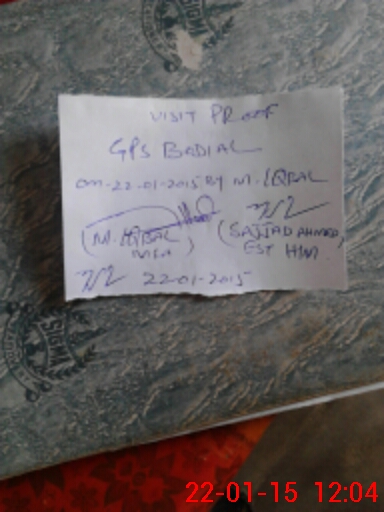 VISIT PROOF
GPS BADIAL
on-22-01-2015 BY M. IQBAL
(M. IQBAL) (SAJJAD AHMED,
MEA EST HM)
22-01-2015
22-01-15 12:04